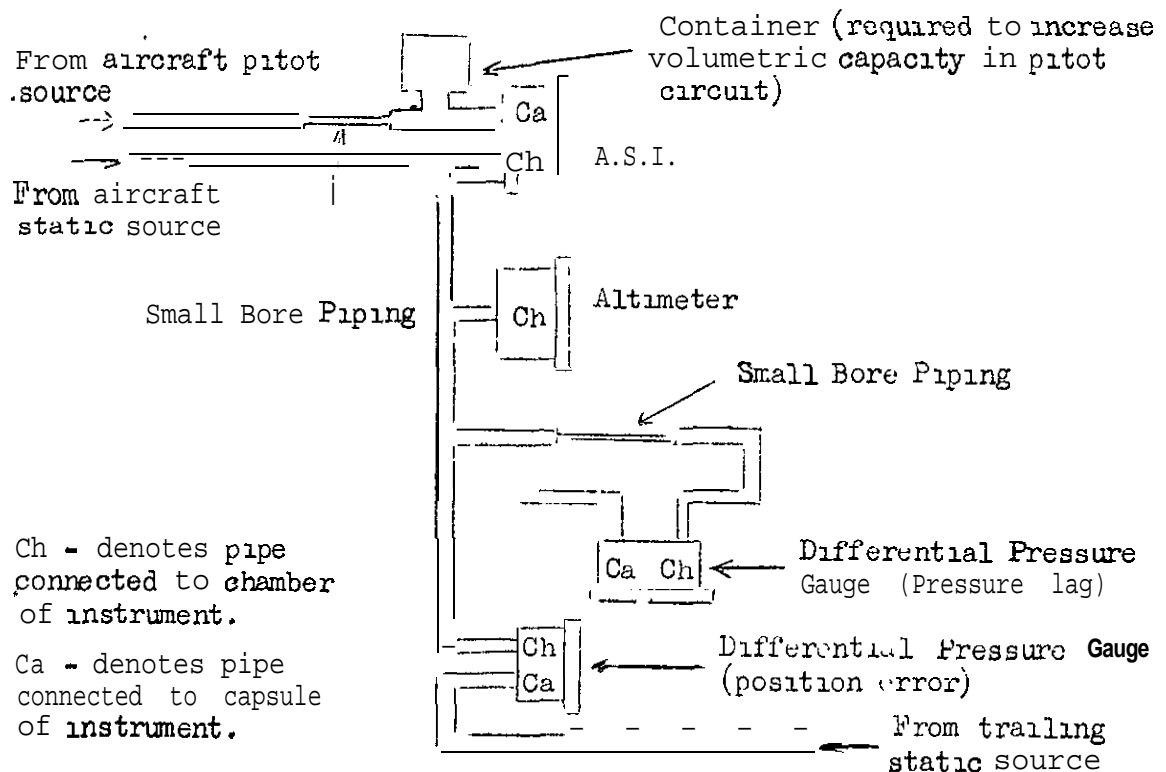 Container (required to increase
volumetric capacity in pitot
circuit)
From aircraft pitot
.source
Ca
Ch
A.S.I.
From aircraft
static source
Small Bore Piping
Ch
Altimeter
Small Bore Piping
Ch - denotes pipe
connected to chamber
of instrument.
Ca Ch
Differential Pressure
Gauge (Pressure lag)
Ca - denotes pipe
connected to capsule
of instrument.
Ch
Ca
Differential Pressure Gauge
(position error)
From trailing
static source